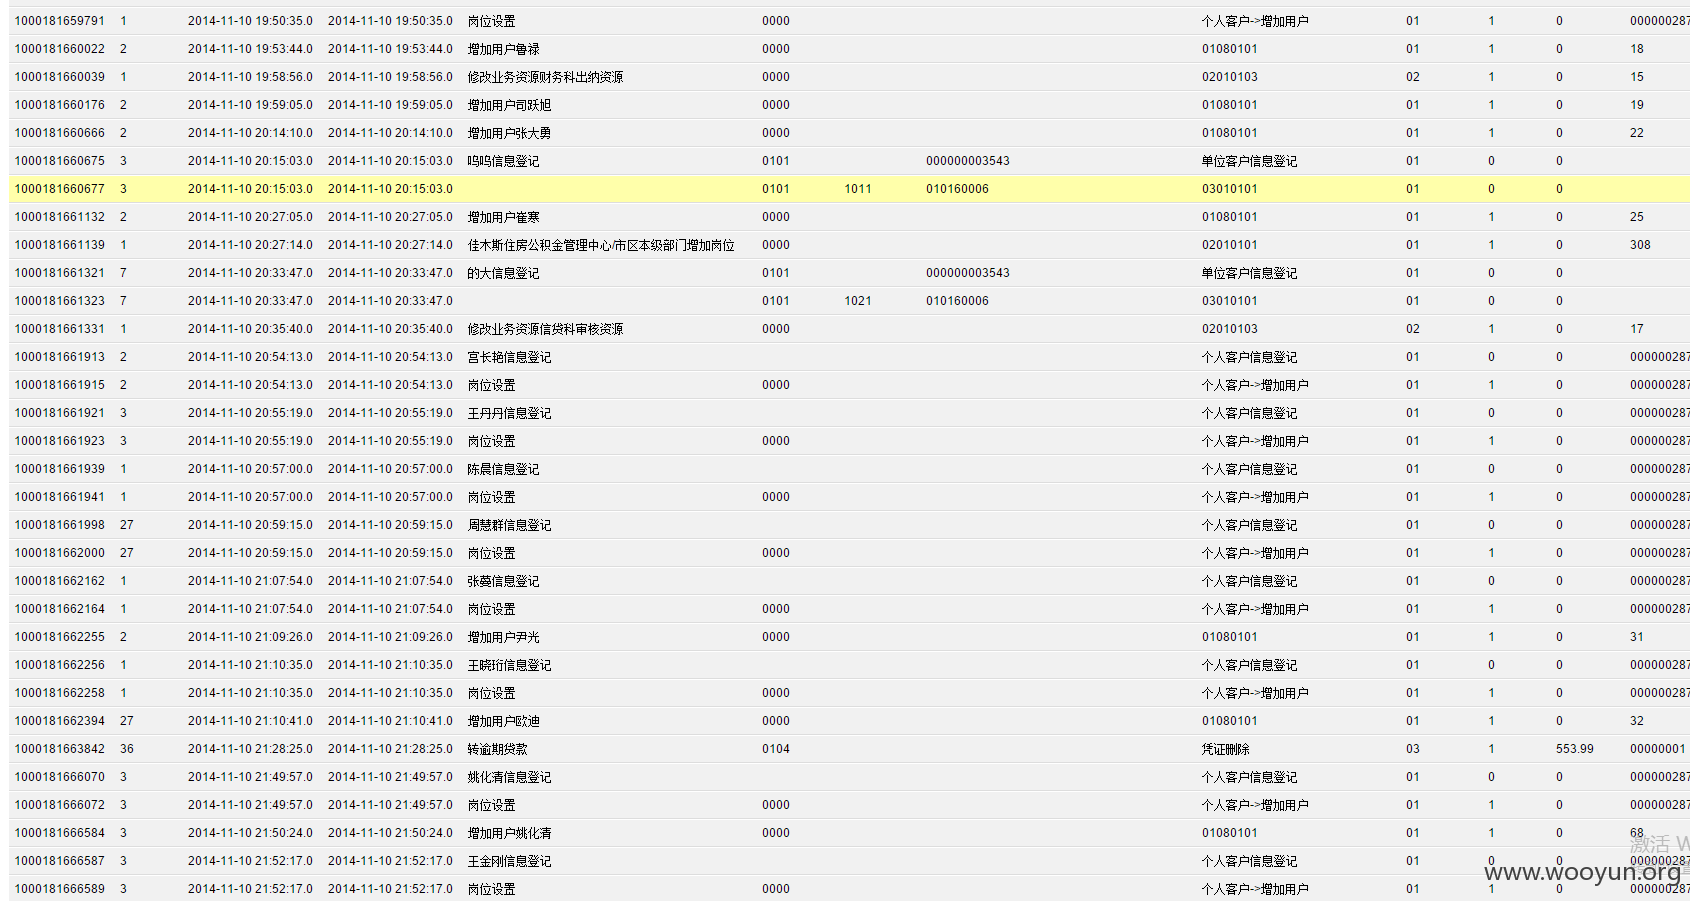 1000181659791 1 2014-11-10 19:50:35.0 2014-11-10 19:50:35.0 岗位设置 0000 个人客户->增加用户 01 1 0 000000287
1000181660022 2 2014-11-10 19:53:44.0 2014-11-10 19:53:44.0 增加用户鲁禄 0000 01080101 01 1 0 18
1000181660039 1 2014-11-10 19:58:56.0 2014-11-10 19:58:56.0 修改业务资源财务科出纳资源 0000 02010103 02 1 0 15
1000181660176 2 2014-11-10 19:59:05.0 2014-11-10 19:59:05.0 增加用户司跃旭 0000 01080101 01 1 0 19
1000181660666 2 2014-11-10 20:14:10.0 2014-11-10 20:14:10.0 增加用户张大勇 0000 01080101 01 1 0 22
1000181660675 3 2014-11-10 20:15:03.0 2014-11-10 20:15:03.0 呜呜信息登记 0101 000000003543 单位客户信息登记 01 0 0
1000181660677 3 2014-11-10 20:15:03.0 2014-11-10 20:15:03.0 0101 1011 010160006 03010101 01 0 0
1000181661132 2 2014-11-10 20:27:05.0 2014-11-10 20:27:05.0 增加用户崔寒 0000 01080101 01 1 0 25
1000181661139 1 2014-11-10 20:27:14.0 2014-11-10 20:27:14.0 佳木斯住房公积金管理中心/市区本级部门增加岗位 0000 02010101 01 1 0 308
1000181661321 7 2014-11-10 20:33:47.0 2014-11-10 20:33:47.0 的大信息登记 0101 000000003543 单位客户信息登记 01 0 0
1000181661323 7 2014-11-10 20:33:47.0 2014-11-10 20:33:47.0 0101 1021 010160006 03010101 01 0 0
1000181661331 1 2014-11-10 20:35:40.0 2014-11-10 20:35:40.0 修改业务资源信贷科审核资源 0000 02010103 02 1 0 17
1000181661913 2 2014-11-10 20:54:13.0 2014-11-10 20:54:13.0 宫长艳信息登记 个人客户信息登记 01 0 0 000000287
1000181661915 2 2014-11-10 20:54:13.0 2014-11-10 20:54:13.0 岗位设置 0000 个人客户->增加用户 01 1 0 000000287
1000181661921 3 2014-11-10 20:55:19.0 2014-11-10 20:55:19.0 王丹丹信息登记 个人客户信息登记 01 0 0 000000287
1000181661923 3 2014-11-10 20:55:19.0 2014-11-10 20:55:19.0 岗位设置 0000 个人客户->增加用户 01 1 0 000000287
1000181661939 1 2014-11-10 20:57:00.0 2014-11-10 20:57:00.0 陈晨信息登记 个人客户信息登记 01 0 0 000000287
1000181661941 1 2014-11-10 20:57:00.0 2014-11-10 20:57:00.0 岗位设置 0000 个人客户->增加用户 01 1 0 000000287
1000181661998 27 2014-11-10 20:59:15.0 2014-11-10 20:59:15.0 周慧群信息登记 个人客户信息登记 01 0 0 000000287
1000181662000 27 2014-11-10 20:59:15.0 2014-11-10 20:59:15.0 岗位设置 0000 个人客户->增加用户 01 1 0 000000287
1000181662162 1 2014-11-10 21:07:54.0 2014-11-10 21:07:54.0 信息登记 个人客户信息登记 01 0 0 000000287
1000181662164 1 2014-11-10 21:07:54.0 2014-11-10 21:07:54.0 岗位设置 0000 个人客户->增加用户 01 1 0 000000287
1000181662255 2 2014-11-10 21:09:26.0 2014-11-10 21:09:26.0 增加用户尹光 0000 01080101 01 1 0 31
1000181662256 1 2014-11-10 21:10:35.0 2014-11-10 21:10:35.0 王晓珩信息登记 个人客户信息登记 01 0 0 000000287
1000181662258 1 2014-11-10 21:10:35.0 2014-11-10 21:10:35.0 岗位设置 0000 个人客户->增加用户 01 1 0 000000287
1000181662394 27 2014-11-10 21:10:41.0 2014-11-10 21:10:41.0 增加用户欧迪 0000 01080101 01 1 0 32
1000181663842 36 2014-11-10 21:28:25.0 2014-11-10 21:28:25.0 转逾期贷款 0104 凭证删除 03 1 553.99 00000001
1000181666070 3 2014-11-10 21:49:57.0 2014-11-10 21:49:57.0 姚化清信息登记 个人客户信息登记 01 0 0 000000287
1000181666072 3 2014-11-10 21:49:57.0 2014-11-10 21:49:57.0 岗位设置 0000 个人客户->增加用户 01 1 0 000000287
1000181666584 3 2014-11-10 21:50:24.0 2014-11-10 21:50:24.0 增加用户姚化清 0000 01080101 01 1 0 68
激活 W
1000181666587 3 2014-11-10 21:52:17.0 2014-11-10 21:52:17.0 王金刚信息登记 个人客户信息登记 01 0 0 000000287
www.wooyun.org
1000181666589 3 2014-11-10 21:52:17.0 2014-11-10 21:52:17.0 岗位设置 0000 个人客户->增加用户 01 1 0 000000287